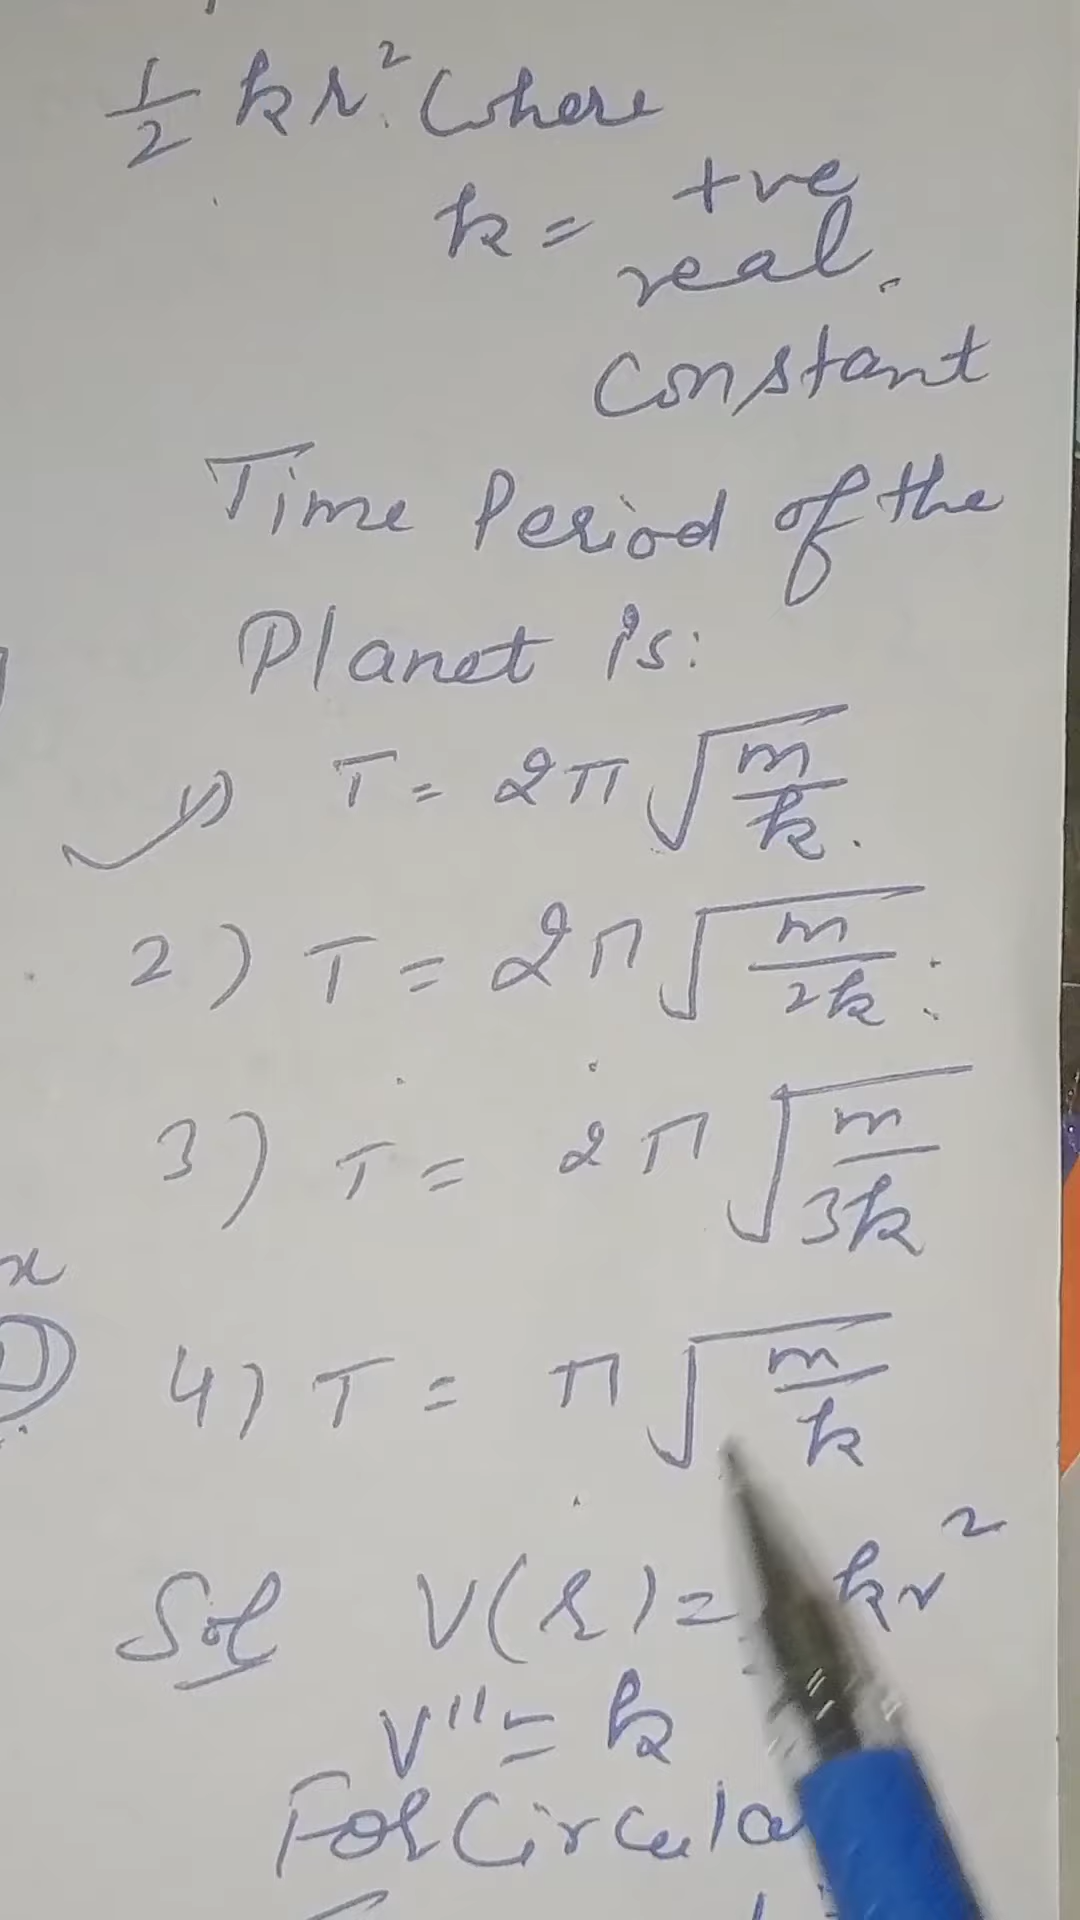 1/2 kr². Where
k = +ve
real.
Constant
Time Period of the
Planet is:
1) T = 2π √(m/k).
2) T = 2π √(m/2k):
3) T = 2π √(m/3k)
4) T = π √(m/k)
Sol V(r) = kr²
V'' = k
For
x